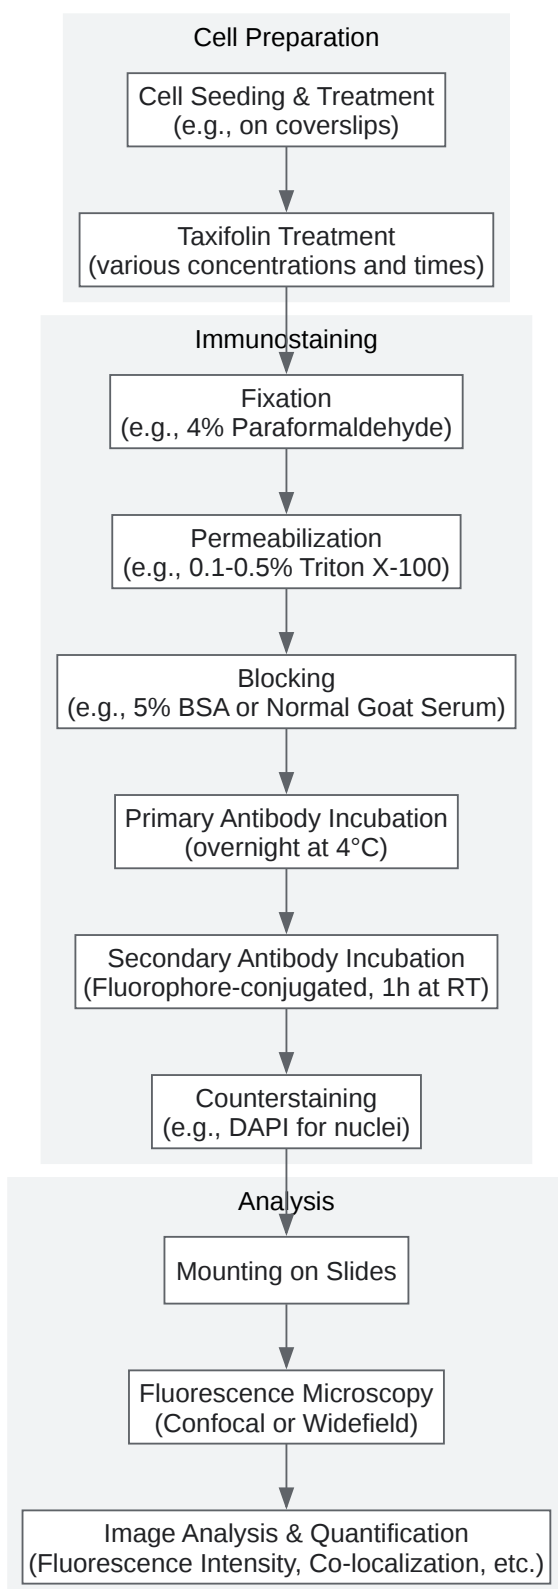 Cell Preparation
Cell Seeding & Treatment
(e.g., on coverslips)
Taxifolin Treatment
(various concentrations and times)
Immunostaining
Fixation
(e.g., 4% Paraformaldehyde)
Permeabilization
(e.g., 0.1-0.5% Triton X-100)
Blocking
(e.g., 5% BSA or Normal Goat Serum)
Primary Antibody Incubation
(overnight at 4°C)
Secondary Antibody Incubation
(Fluorophore-conjugated, 1h at RT)
Counterstaining
(e.g., DAPI for nuclei)
Analysis
Mounting on Slides
Fluorescence Microscopy
(Confocal or Widefield)
Image Analysis & Quantification
(Fluorescence Intensity, Co-localization, etc.)